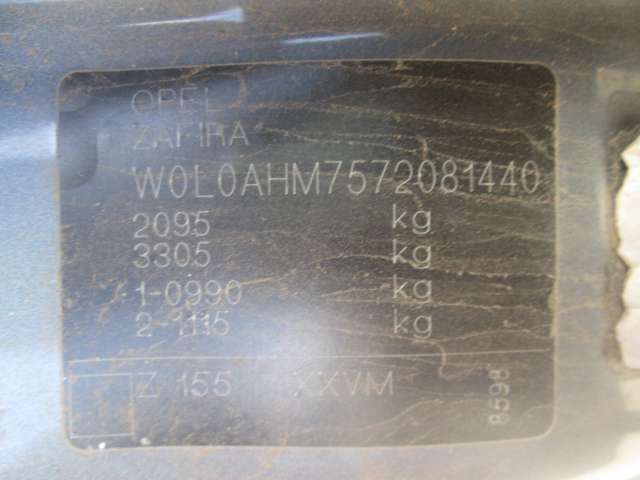 OPEL
ZAFIRA
W0L0AHM7572081440
2095 kg
3305 kg
1-0990 kg
2-1115 kg
Z 155 XXVM
8598